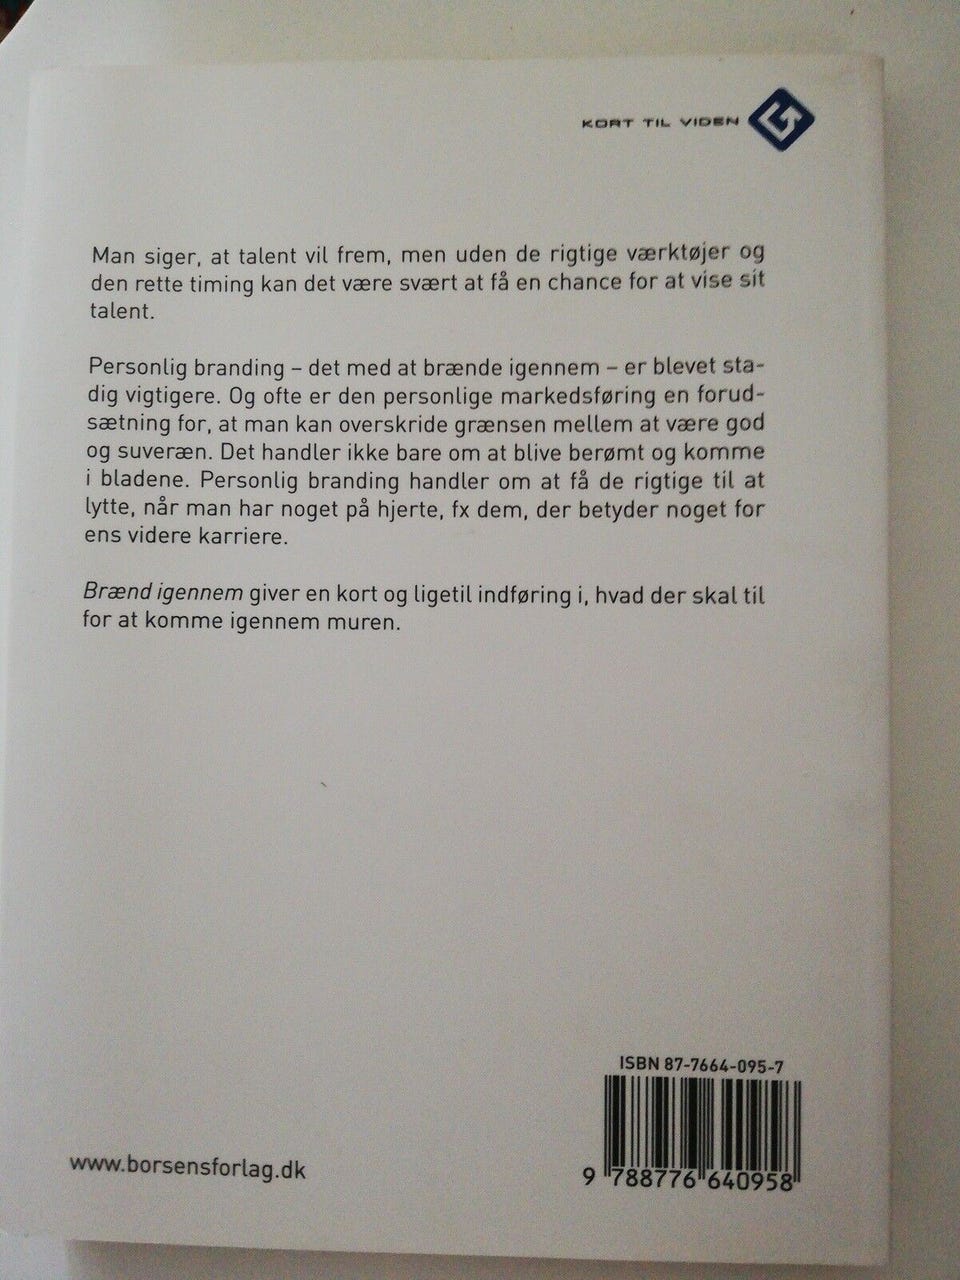 KORT TIL VIDEN
Man siger, at talent vil frem, men uden de rigtige værktøjer og
den rette timing kan det være svært at få en chance for at vise sit
talent.
Personlig branding – det med at brænde igennem – er blevet sta-
dig vigtigere. Og ofte er den personlige markedsføring en forud-
sætning for, at man kan overskride grænsen mellem at være god
og suveræn. Det handler ikke bare om at blive berømt og komme
i bladene. Personlig branding handler om at få de rigtige til at
lytte, når man har noget på hjerte, fx dem, der betyder noget for
ens videre karriere.
Brænd igennem giver en kort og ligetil indføring i, hvad der skal til
for at komme igennem muren.
ISBN 87-7664-095-7
9 788776 640958
www.borsensforlag.dk